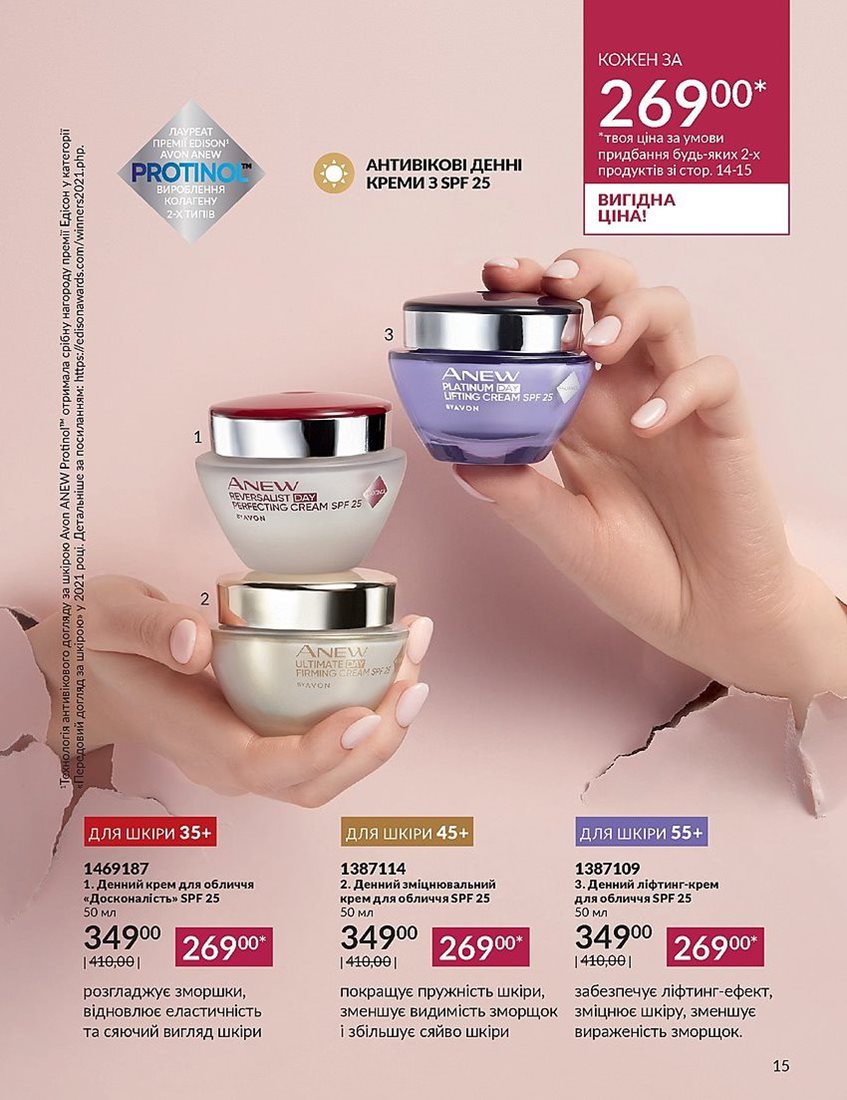 КОЖЕН ЗА
269⁰⁰*
*твоя ціна за умови
придбання будь-яких 2-х
продуктів зі стор. 14-15
ВИГІДНА
ЦІНА!
ЛАУРЕАТ
ПРЕМІЇ EDISON¹
AVON ANEW
PROTINOL™
ВИРОБЛЕННЯ
КОЛАГЕНУ
2-Х ТИПІВ
АНТИВІКОВІ ДЕННІ
КРЕМИ З SPF 25
¹Технологія антивікового догляду за шкірою Avon ANEW Protinol™ отримала срібну нагороду премії Едісон у категорії
«Передовий догляд за шкірою» у 2021 році. Детальніше за посиланням: https://edisonawards.com/winners2021.php.
3
ANEW
PLATINUM DAY
LIFTING CREAM SPF 25
BY AVON
1
ANEW
REVERSALIST DAY
PERFECTING CREAM SPF 25
BY AVON
2
ANEW
ULTIMATE DAY
FIRMING CREAM SPF 25
BY AVON
ДЛЯ ШКІРИ 35+
1469187
1. Денний крем для обличчя
«Досконалість» SPF 25
50 мл
349⁰⁰
|410,00|
269⁰⁰*
розгладжує зморшки,
відновлює еластичність
та сяючий вигляд шкіри
ДЛЯ ШКІРИ 45+
1387114
2. Денний зміцнювальний
крем для обличчя SPF 25
50 мл
349⁰⁰
|410,00|
269⁰⁰*
покращує пружність шкіри,
зменшує видимість зморщок
і збільшує сяйво шкіри
ДЛЯ ШКІРИ 55+
1387109
3. Денний ліфтинг-крем
для обличчя SPF 25
50 мл
349⁰⁰
|410,00|
269⁰⁰*
забезпечує ліфтинг-ефект,
зміцнює шкіру, зменшує
вираженість зморщок.
15